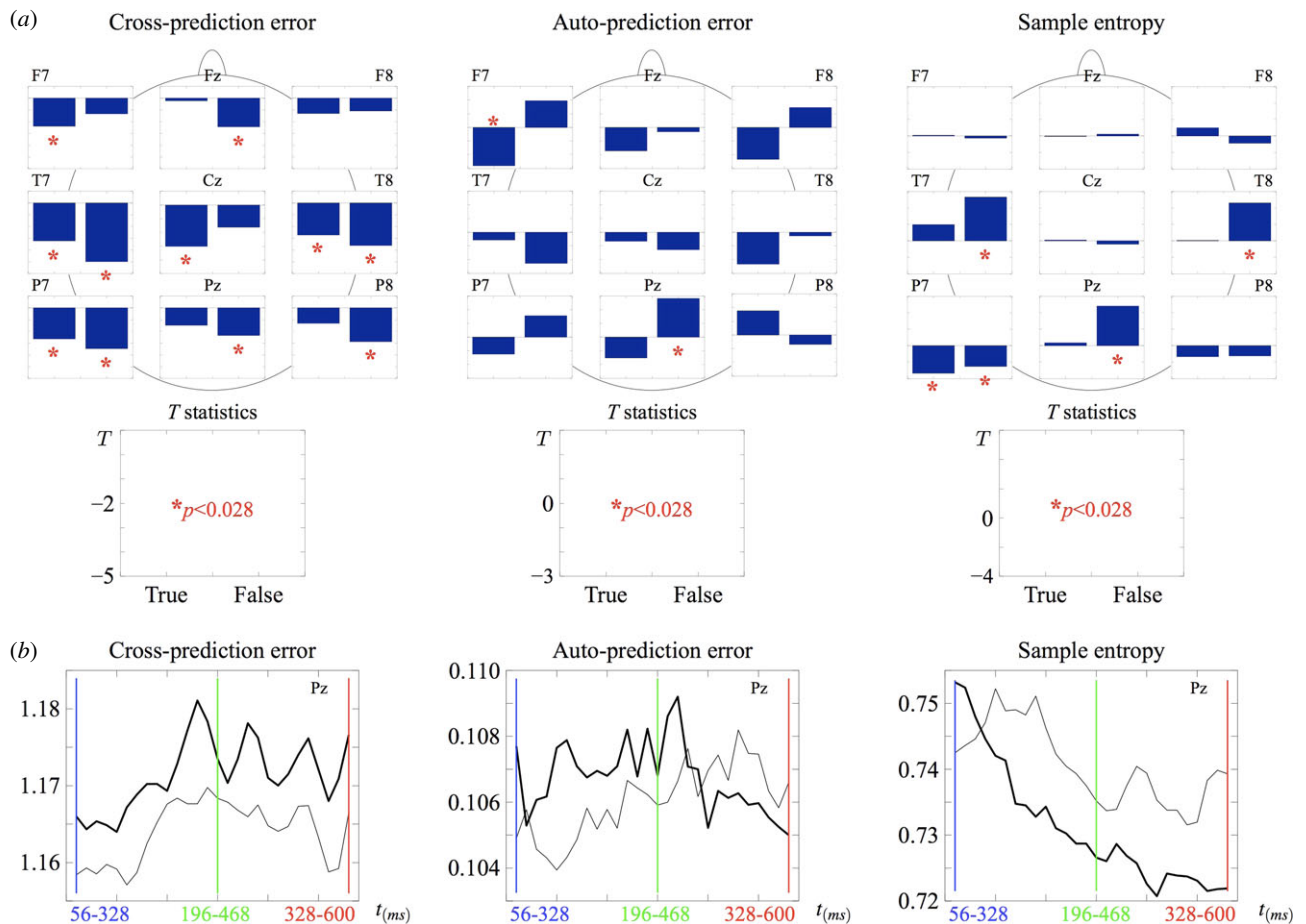 (a)
Cross-prediction error Auto-prediction error Sample entropy
F7 Fz F8 F7 Fz F8 F7 Fz F8
* * *
T7 Cz T8 T7 Cz T8 T7 Cz T8
* * * * * * *
P7 Pz P8 P7 Pz P8 P7 Pz P8
* * * * * * * *
T statistics T statistics T statistics
T T T
−2 *p<0.028 0 *p<0.028 0 *p<0.028
−5 −3 −4
True False True False True False
(b)
Cross-prediction error Auto-prediction error Sample entropy
Pz Pz Pz
1.18
1.17
1.16
56-328 196-468 328-600 t(ms)
0.110
0.108
0.106
0.104
56-328 196-468 328-600 t(ms)
0.75
0.74
0.73
0.72
56-328 196-468 328-600 t(ms)